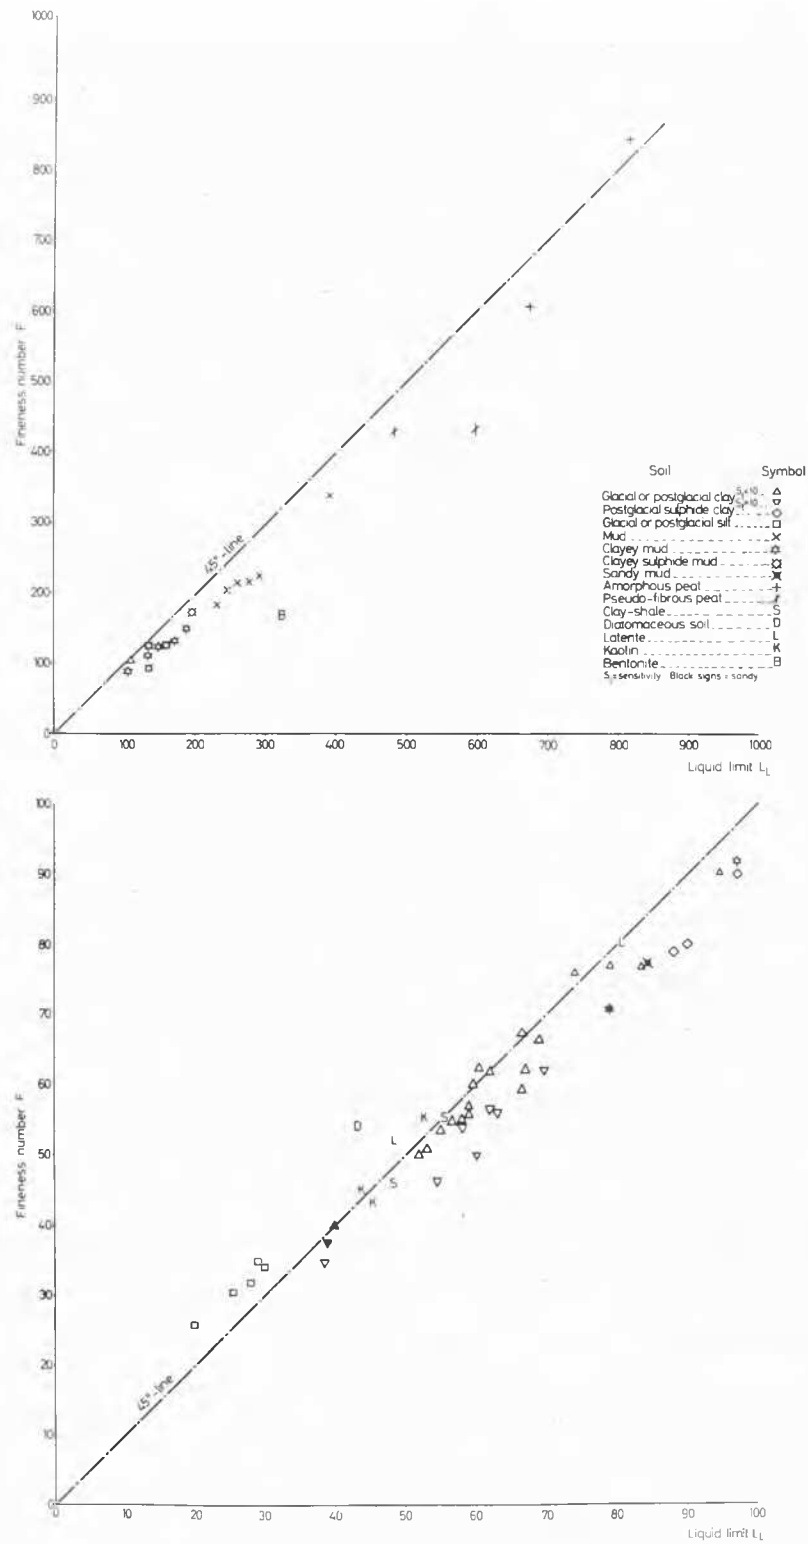 1000
900
800
700
600
500
400
300
200
100
0
Fineness number F
45°-line
B
0 100 200 300 400 500 600 700 800 900 1000
Liquid limit L_L
Soil Symbol
Glacial or postglacial clay
Postglacial sulphide clay
Glacial or postglacial silt
Mud
Clayey mud
Clayey sulphide mud
Sandy mud
Amorphous peat
Pseudo-fibrous peat
Clay-shale S
Diatomaceous soil D
Laterite L
Kaolin K
Bentonite B
S = sensitivity Black signs = sandy
100
90
80
70
60
50
40
30
20
10
0
Fineness number F
L
K S
D
L
K S
K
45°-line
0 10 20 30 40 50 60 70 80 90 100
Liquid limit L_L